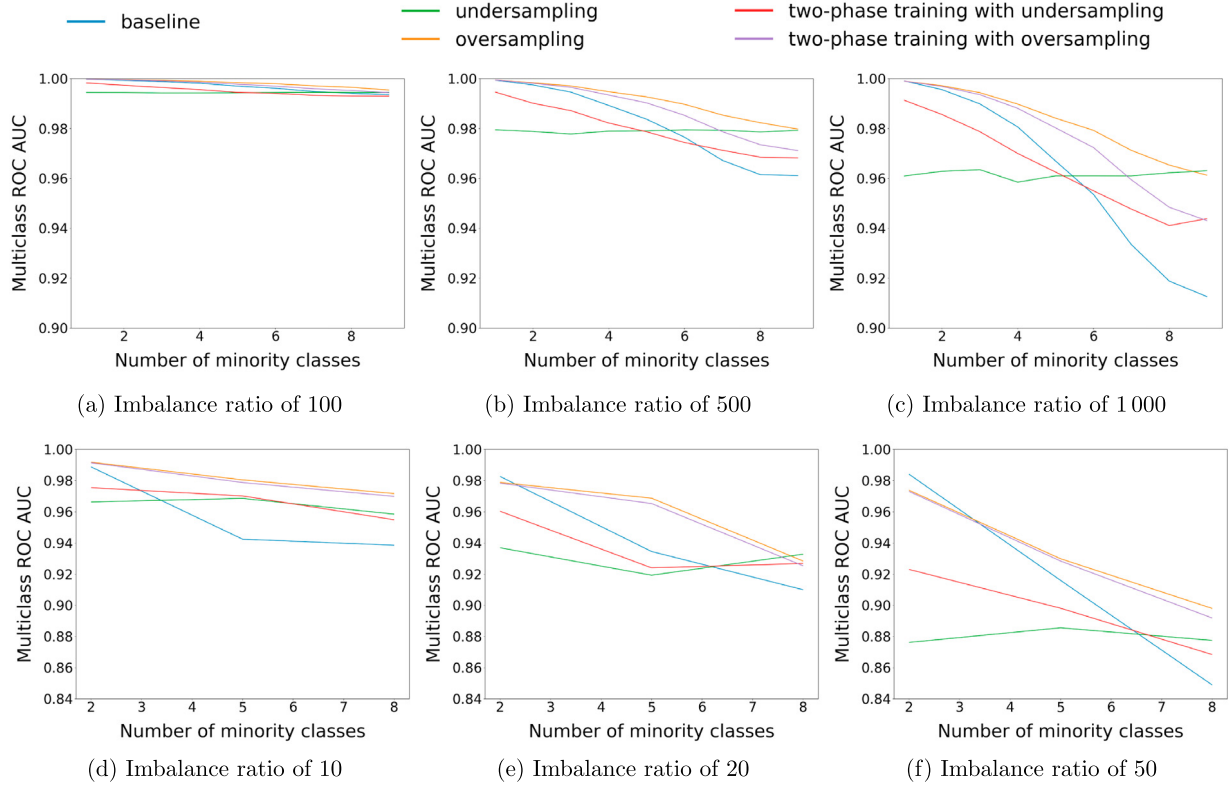 baseline
undersampling
oversampling
two-phase training with undersampling
two-phase training with oversampling
Multiclass ROC AUC
1.00
0.98
0.96
0.94
0.92
0.90
2 4 6 8
Number of minority classes
(a) Imbalance ratio of 100
Multiclass ROC AUC
1.00
0.98
0.96
0.94
0.92
0.90
2 4 6 8
Number of minority classes
(b) Imbalance ratio of 500
Multiclass ROC AUC
1.00
0.98
0.96
0.94
0.92
0.90
2 4 6 8
Number of minority classes
(c) Imbalance ratio of 1 000
Multiclass ROC AUC
1.00
0.98
0.96
0.94
0.92
0.90
0.88
0.86
0.84
2 3 4 5 6 7 8
Number of minority classes
(d) Imbalance ratio of 10
Multiclass ROC AUC
1.00
0.98
0.96
0.94
0.92
0.90
0.88
0.86
0.84
2 3 4 5 6 7 8
Number of minority classes
(e) Imbalance ratio of 20
Multiclass ROC AUC
1.00
0.98
0.96
0.94
0.92
0.90
0.88
0.86
0.84
2 3 4 5 6 7 8
Number of minority classes
(f) Imbalance ratio of 50